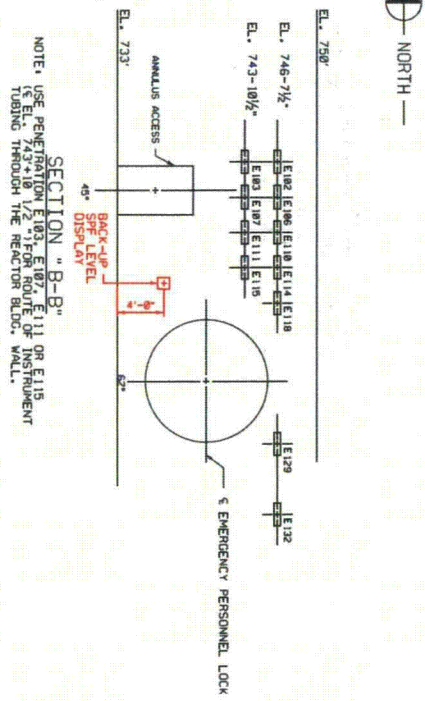 NORTH
EL. 750'
EL. 746-7½"
EL. 743-10½"
EL. 733'
E102
E106
E110
E114
E118
E129
E132
E103
E107
E111
E115
ANNULUS ACCESS
45°
BACK-UP
SPF LEVEL
DISPLAY
4'-0"
67°
℄ EMERGENCY PERSONNEL LOCK
SECTION "B-B"
NOTE: USE PENETRATION E103, E107, E111 OR E115
(℄ EL. 743'+10 1/2 ") FOR ROUTE OF INSTRUMENT
TUBING THROUGH THE REACTOR BLDG. WALL.